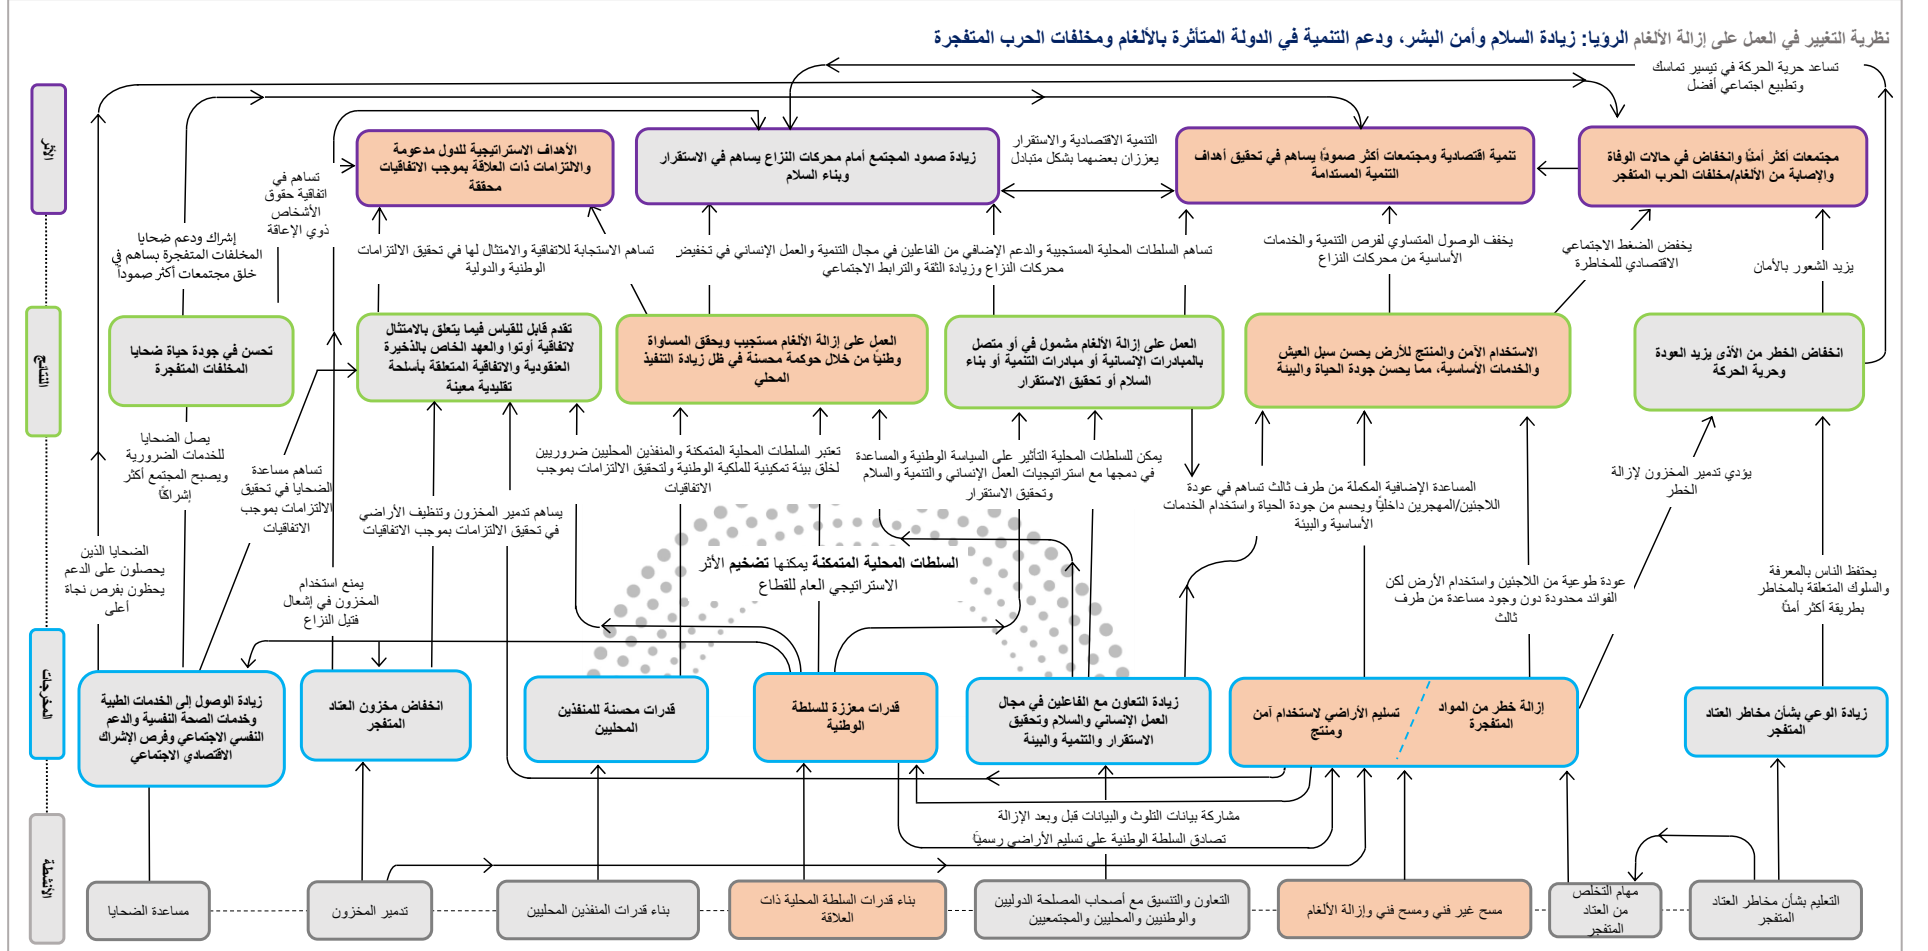 نظرية التغيير في العمل على إزالة الألغام الرؤيا: زيادة السلام وأمن البشر، ودعم التنمية في الدولة المتأثرة بالألغام ومخلفات الحرب المتفجرة
تساعد حرية الحركة في تيسير تماسك
وتطبيع اجتماعي أفضل
الأثر
مجتمعات أكثر أمنًا وانخفاض في حالات الوفاة
والإصابة من الألغام/مخلفات الحرب المتفجر
تنمية اقتصادية ومجتمعات أكثر صمودًا يساهم في تحقيق أهداف
التنمية المستدامة
التنمية الاقتصادية والاستقرار
يعززان بعضهما بشكل متبادل
زيادة صمود المجتمع أمام محركات النزاع يساهم في الاستقرار
وبناء السلام
الأهداف الاستراتيجية للدول مدعومة
والالتزامات ذات العلاقة بموجب الاتفاقيات
محققة
تساهم في
اتفاقية حقوق
الأشخاص
ذوي الإعاقة
يزيد الشعور بالأمان
يخفض الضغط الاجتماعي
الاقتصادي للمخاطرة
يخفف الوصول المتساوي لفرص التنمية والخدمات
الأساسية من محركات النزاع
تساهم السلطات المحلية المستجيبة والدعم الإضافي من الفاعلين في مجال التنمية والعمل الإنساني في تخفيض
محركات النزاع وزيادة الثقة والترابط الاجتماعي
تساهم الاستجابة للاتفاقية والامتثال لها في تحقيق الالتزامات
الوطنية والدولية
إشراك ودعم ضحايا
المخلفات المتفجرة يساهم في
خلق مجتمعات أكثر صموداً
النتائج
انخفاض الخطر من الأذى يزيد العودة
وحرية الحركة
الاستخدام الآمن والمنتج للأرض يحسن سبل العيش
والخدمات الأساسية، مما يحسن جودة الحياة والبيئة
العمل على إزالة الألغام مشمول في أو متصل
بالمبادرات الإنسانية أو مبادرات التنمية أو بناء
السلام أو تحقيق الاستقرار
العمل على إزالة الألغام مستجيب ويحقق المساواة
وطنيًا من خلال حوكمة محسنة في ظل زيادة التنفيذ
المحلي
تقدم قابل للقياس فيما يتعلق بالامتثال
لاتفاقية أوتوا والعهد الخاص بالذخيرة
العنقودية والاتفاقية المتعلقة بأسلحة
تقليدية معينة
تحسن في جودة حياة ضحايا
المخلفات المتفجرة
يؤدي تدمير المخزون لإزالة
الخطر
المساعدة الإضافية المكملة من طرف ثالث تساهم في عودة
اللاجئين/المهجرين داخليًا ويحسم من جودة الحياة واستخدام الخدمات
الأساسية والبيئة
يمكن للسلطات المحلية التأثير على السياسة الوطنية والمساعدة
في دمجها مع استراتيجيات العمل الإنساني والتنمية والسلام
وتحقيق الاستقرار
تعتبر السلطات المحلية المتمكنة والمنفذين المحليين ضروريين
لخلق بيئة تمكينية للملكية الوطنية ولتحقيق الالتزامات بموجب
الاتفاقيات
يساهم تدمير المخزون وتنظيف الأراضي
في تحقيق الالتزامات بموجب الاتفاقيات
تساهم مساعدة
الضحايا في تحقيق
الالتزامات بموجب
الاتفاقيات
يصل الضحايا
للخدمات الضرورية
ويصبح المجتمع أكثر
إشراكًا
يحتفظ الناس بالمعرفة
والسلوك المتعلقة بالمخاطر
بطريقة أكثر أمنًا
عودة طوعية من اللاجئين واستخدام الأرض لكن
الفوائد محدودة دون وجود مساعدة من طرف
ثالث
السلطات المحلية المتمكنة يمكنها تضخيم الأثر
الاستراتيجي العام للقطاع
يمنع استخدام
المخزون في إشعال
فتيل النزاع
الضحايا الذين
يحصلون على الدعم
يحظون بفرص نجاة
أعلى
المخرجات
زيادة الوعي بشأن مخاطر العتاد
المتفجر
إزالة خطر من المواد
المتفجرة
تسليم الأراضي لاستخدام آمن
ومنتج
زيادة التعاون مع الفاعلين في مجال
العمل الإنساني والسلام وتحقيق
الاستقرار والتنمية والبيئة
قدرات معززة للسلطة
الوطنية
قدرات محسنة للمنفذين
المحليين
انخفاض مخزون العتاد
المتفجر
زيادة الوصول إلى الخدمات الطبية
وخدمات الصحة النفسية والدعم
النفسي الاجتماعي وفرص الإشراك
الاقتصادي الاجتماعي
مشاركة بيانات التلوث والبيانات قبل وبعد الإزالة
تصادق السلطة الوطنية على تسليم الأراضي رسميًا
الأنشطة
التعليم بشأن مخاطر العتاد
المتفجر
مهام التخلص
من العتاد
المتفجر
مسح غير فني ومسح فني وإزالة الألغام
التعاون والتنسيق مع أصحاب المصلحة الدوليين
والوطنيين والمحليين والمجتمعيين
بناء قدرات السلطة المحلية ذات
العلاقة
بناء قدرات المنفذين المحليين
تدمير المخزون
مساعدة الضحايا